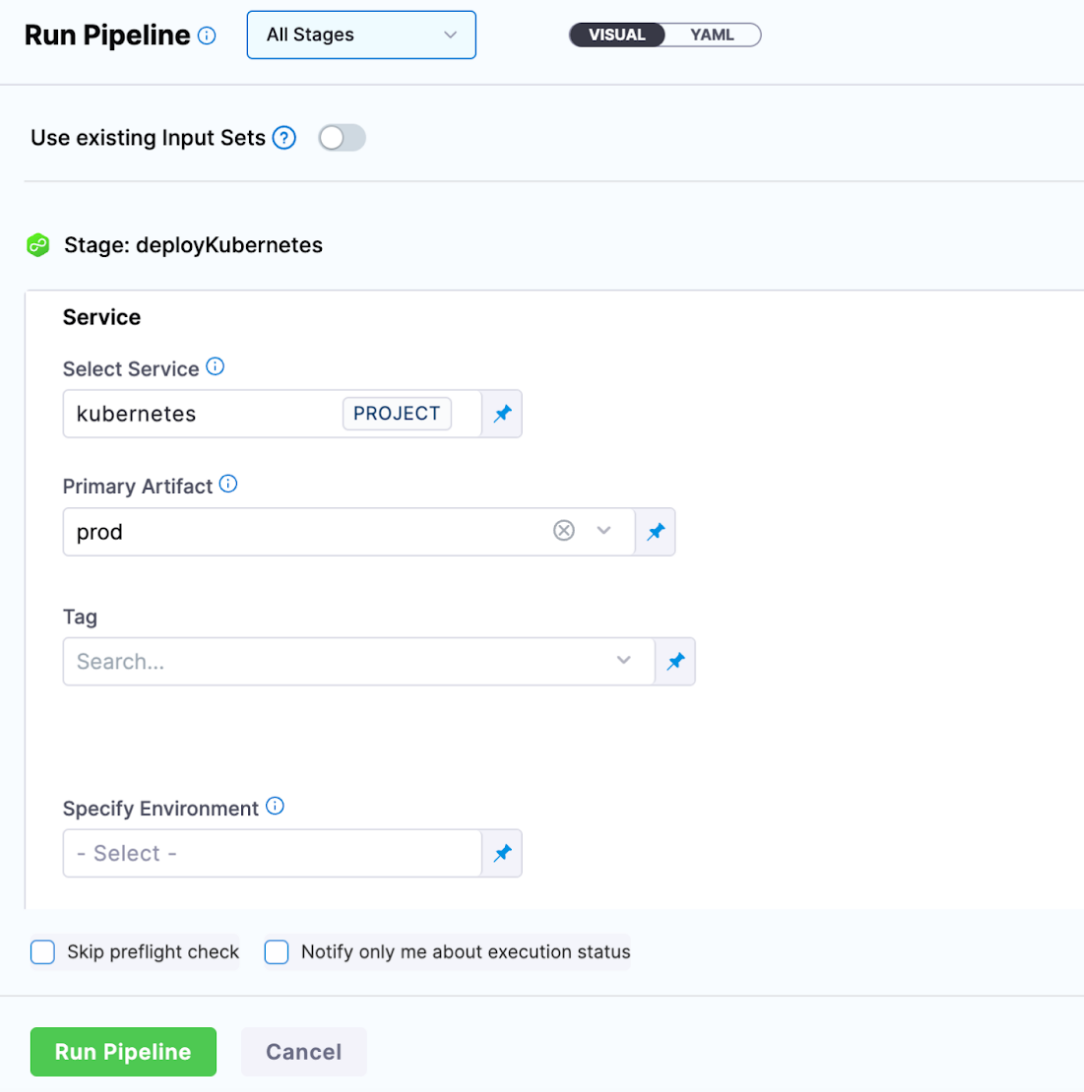 Run Pipeline All Stages VISUAL YAML
Use existing Input Sets
Stage: deployKubernetes
Service
Select Service
kubernetes PROJECT
Primary Artifact
prod
Tag
Search...
Specify Environment
- Select -
Skip preflight check Notify only me about execution status
Run Pipeline Cancel